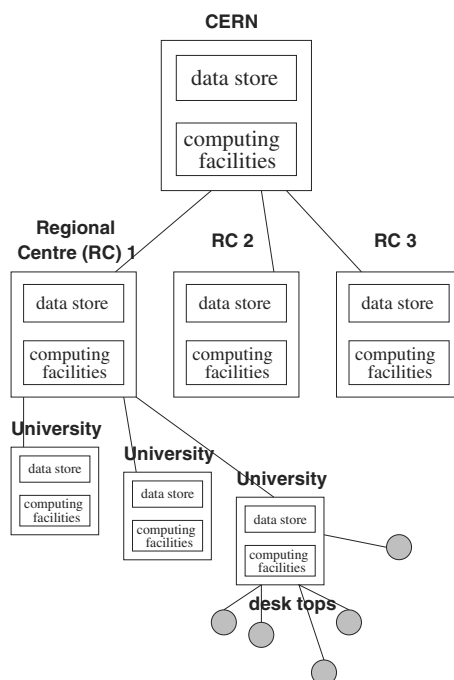 CERN
data store
computing
facilities
Regional
Centre (RC) 1
RC 2
RC 3
data store
computing
facilities
data store
computing
facilities
data store
computing
facilities
University
data store
computing
facilities
University
data store
computing
facilities
University
data store
computing
facilities
desk tops